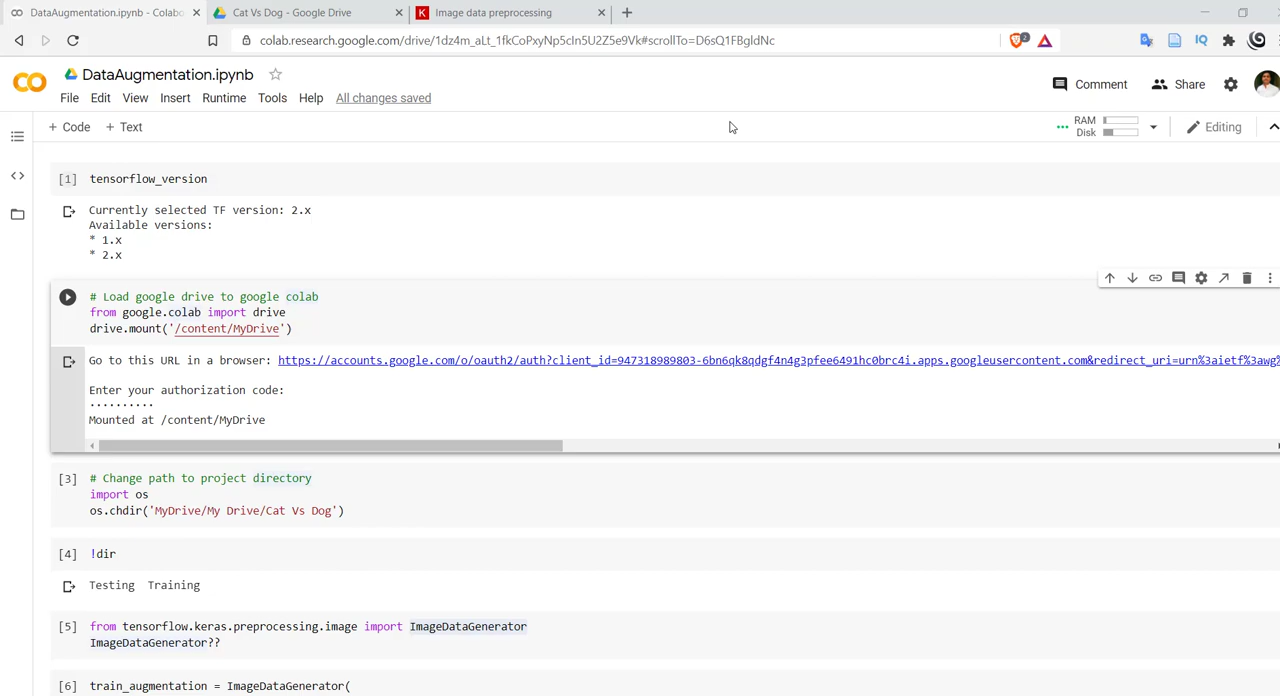 DataAugmentation.ipynb - Colabo
Cat Vs Dog - Google Drive
K Image data preprocessing
colab.research.google.com/drive/1dz4m_aLt_1fkCoPxyNp5cIn5U2Z5e9Vk#scrollTo=D6sQ1FBgldNc
2
IQ
DataAugmentation.ipynb
File Edit View Insert Runtime Tools Help All changes saved
Comment Share
+ Code + Text
RAM
Disk
Editing
[1] tensorflow_version
Currently selected TF version: 2.x
Available versions:
* 1.x
* 2.x
# Load google drive to google colab
from google.colab import drive
drive.mount('/content/MyDrive')
Go to this URL in a browser: https://accounts.google.com/o/oauth2/auth?client_id=947318989803-6bn6qk8qdgf4n4g3pfee6491hc0brc4i.apps.googleusercontent.com&redirect_uri=urn%3aietf%3awg%
Enter your authorization code:
··········
Mounted at /content/MyDrive
[3] # Change path to project directory
import os
os.chdir('MyDrive/My Drive/Cat Vs Dog')
[4] !dir
Testing Training
[5] from tensorflow.keras.preprocessing.image import ImageDataGenerator
ImageDataGenerator??
[6] train_augmentation = ImageDataGenerator(